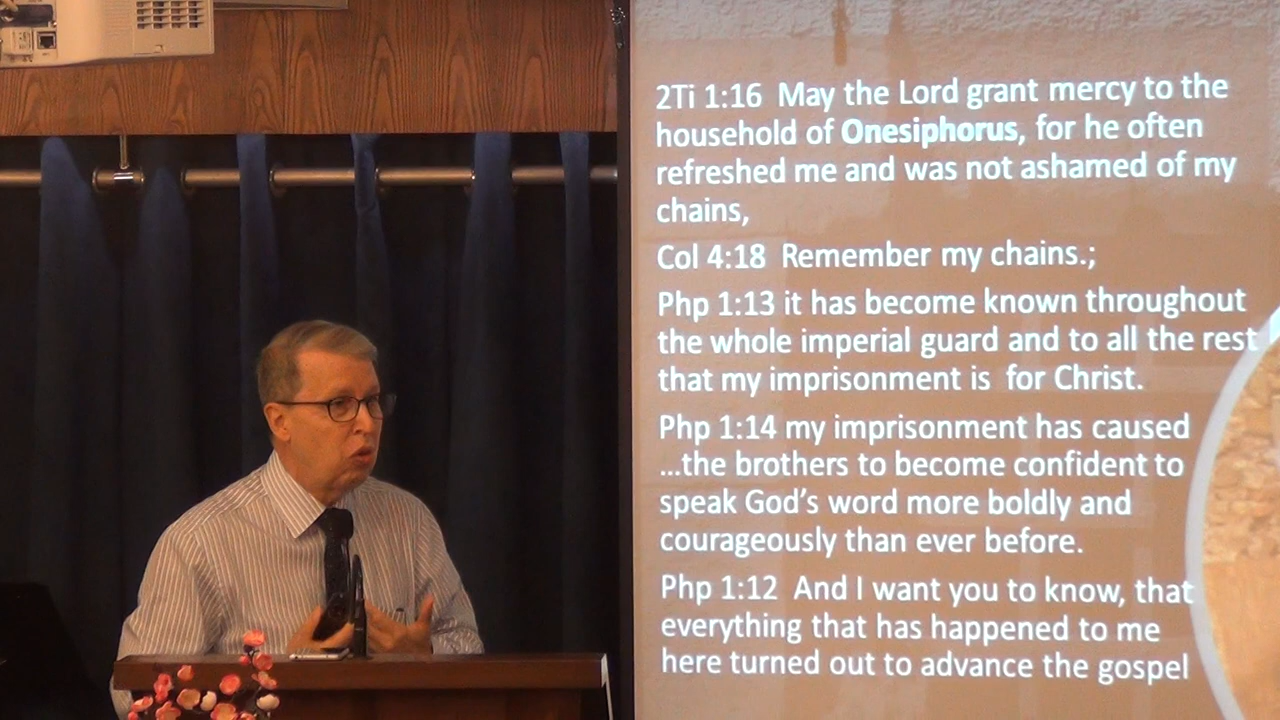 2Ti 1:16  May the Lord grant mercy to the
household of Onesiphorus, for he often
refreshed me and was not ashamed of my
chains,
Col 4:18  Remember my chains.;
Php 1:13 it has become known throughout
the whole imperial guard and to all the rest
that my imprisonment is  for Christ.
Php 1:14 my imprisonment has caused
...the brothers to become confident to
speak God's word more boldly and
courageously than ever before.
Php 1:12  And I want you to know, that
everything that has happened to me
here turned out to advance the gospel